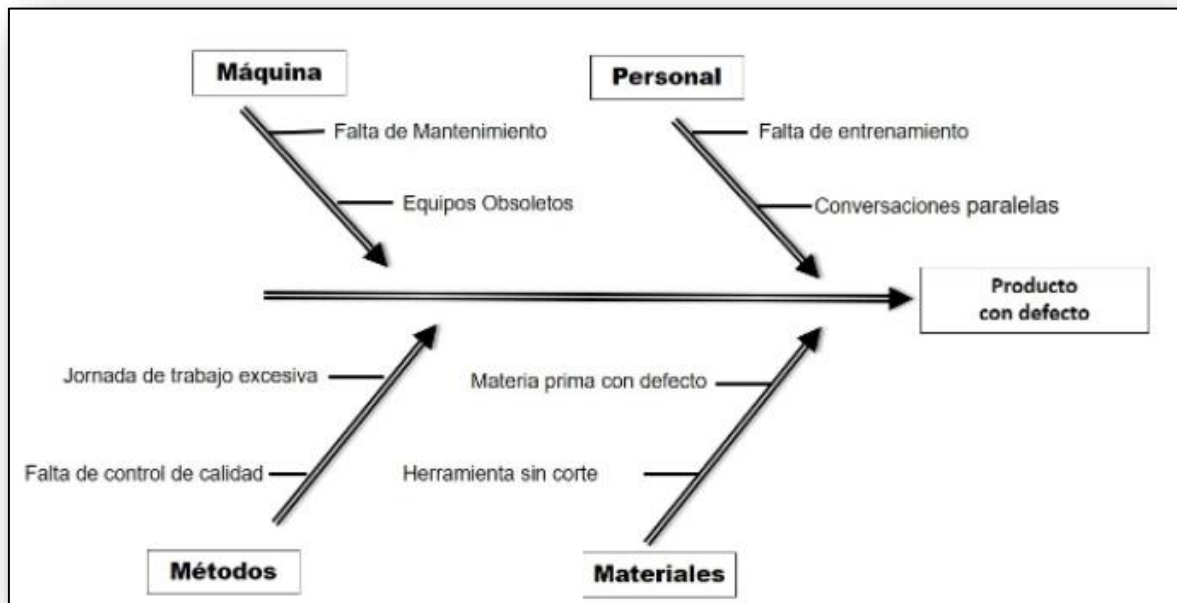 Máquina
Personal
Falta de Mantenimiento
Falta de entrenamiento
Equipos Obsoletos
Conversaciones paralelas
Producto
con defecto
Jornada de trabajo excesiva
Materia prima con defecto
Falta de control de calidad
Herramienta sin corte
Métodos
Materiales